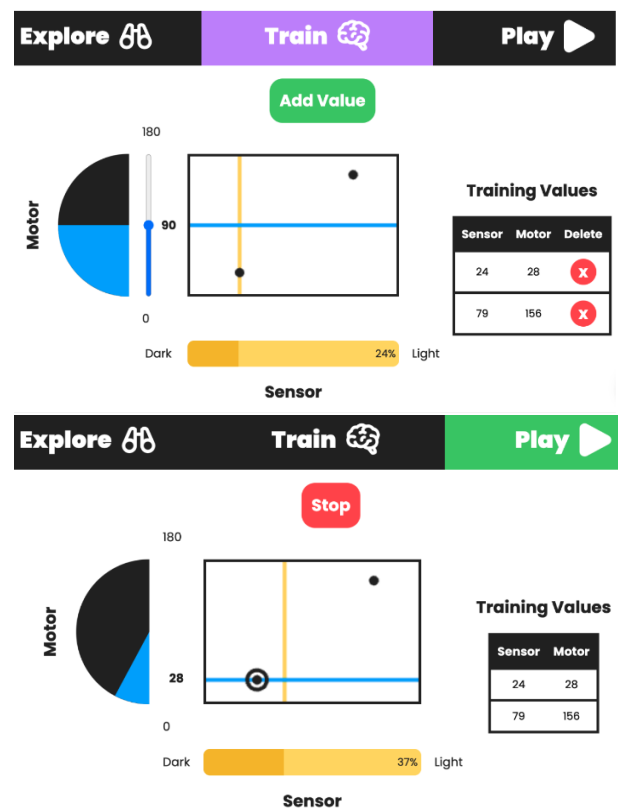 Explore Train Play
Add Value
180
Motor
90
0
Dark 24% Light
Sensor
Training Values
Sensor Motor Delete
24 28 X
79 156 X
Explore Train Play
Stop
180
Motor
28
0
Dark 37% Light
Sensor
Training Values
Sensor Motor
24 28
79 156